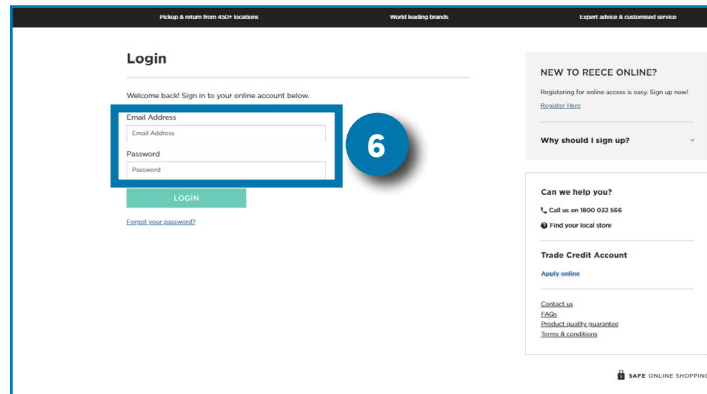 Pickup & return from 450+ locations
World leading brands
Expert advice & customised service
Login
Welcome back! Sign in to your online account below.
Email Address
Email Address
Password
Password
6
LOGIN
Forgot your password?
NEW TO REECE ONLINE?
Registering for online access is easy. Sign up now!
Register Here
Why should I sign up?
Can we help you?
Call us on 1800 032 566
Find your local store
Trade Credit Account
Apply online
Contact us
FAQs
Product quality guarantee
Terms & conditions
SAFE ONLINE SHOPPING